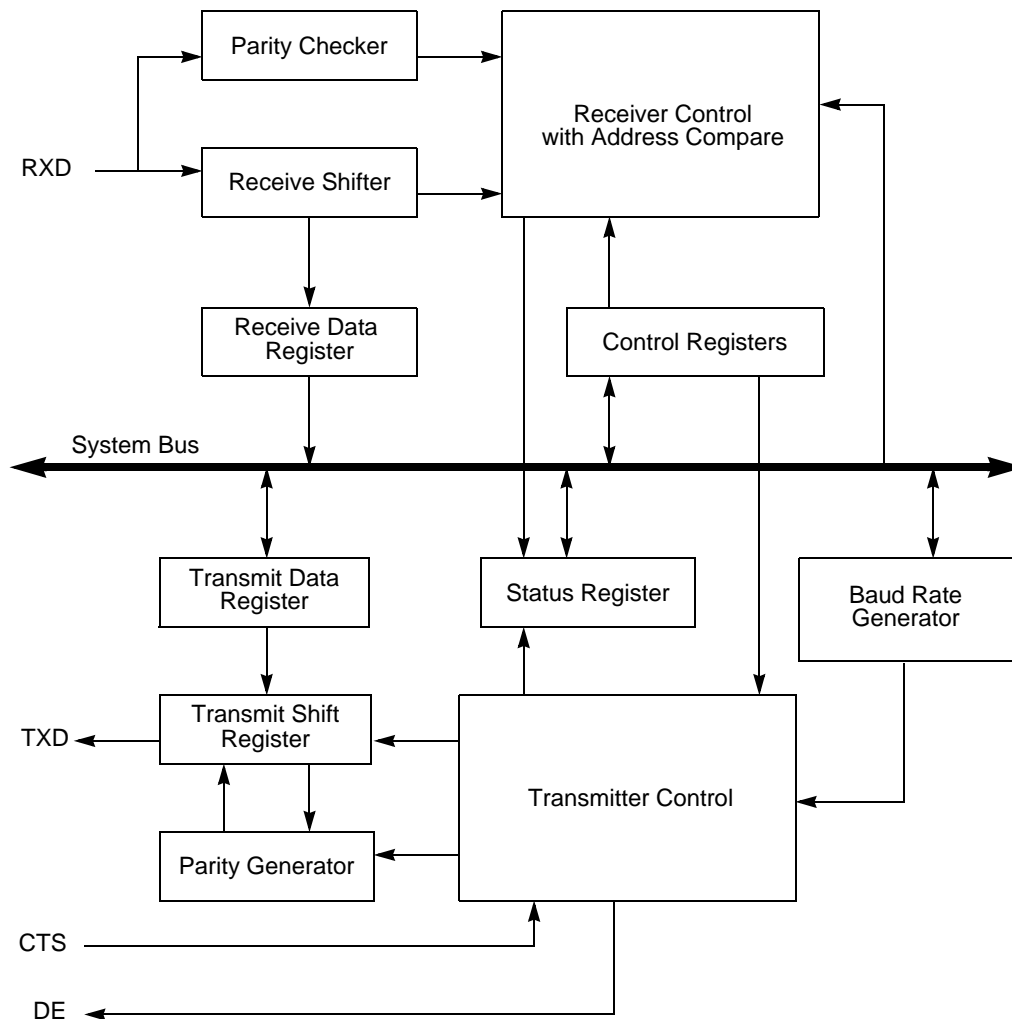 Parity Checker
Receiver Control
with Address Compare
RXD
Receive Shifter
Receive Data
Register
Control Registers
System Bus
Transmit Data
Register
Status Register
Baud Rate
Generator
TXD
Transmit Shift
Register
Transmitter Control
Parity Generator
CTS
DE